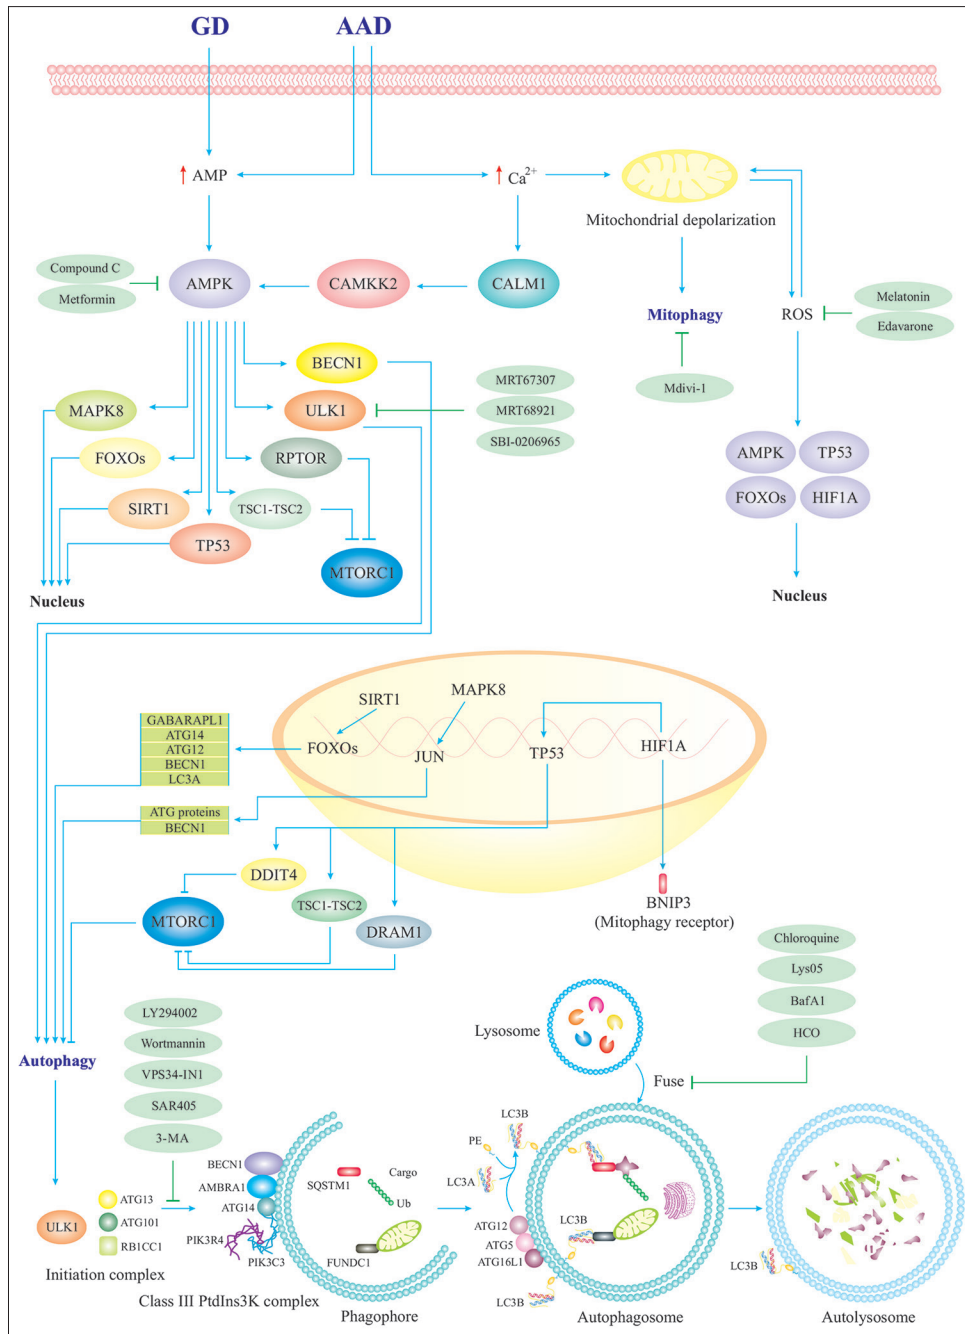 GD
AAD
AMP
Ca2+
Mitochondrial depolarization
Compound C
Metformin
AMPK
CAMKK2
CALM1
Mitophagy
ROS
Melatonin
Edavarone
BECN1
MRT67307
MRT68921
SBI-0206965
Mdivi-1
MAPK8
ULK1
FOXOs
RPTOR
SIRT1
TSC1-TSC2
TP53
MTORC1
AMPK
TP53
FOXOs
HIF1A
Nucleus
Nucleus
SIRT1
MAPK8
GABARAPL1
ATG14
ATG12
BECN1
LC3A
FOXOs
JUN
TP53
HIF1A
ATG proteins
BECN1
DDIT4
TSC1-TSC2
DRAM1
MTORC1
BNIP3
(Mitophagy receptor)
Chloroquine
Lys05
BafA1
HCO
LY294002
Wortmannin
VPS34-IN1
SAR405
3-MA
Autophagy
Lysosome
Fuse
LC3B
PE
LC3A
BECN1
AMBRA1
ATG14
PIK3R4
PIK3C3
SQSTM1
Cargo
Ub
FUNDC1
ULK1
ATG13
ATG101
RB1CC1
ATG12
ATG5
ATG16L1
LC3B
LC3B
LC3B
Initiation complex
Class III PtdIns3K complex
Phagophore
Autophagosome
Autolysosome